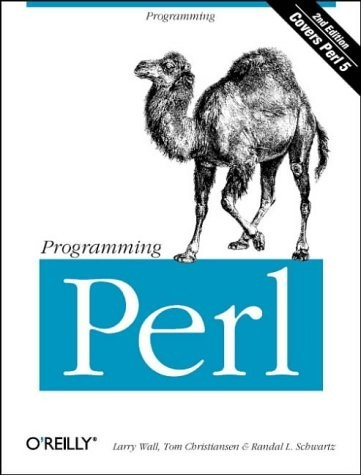 Programming
2nd Edition
Covers Perl 5
Programming
Perl
O'REILLY®
Larry Wall, Tom Christiansen & Randal L. Schwartz